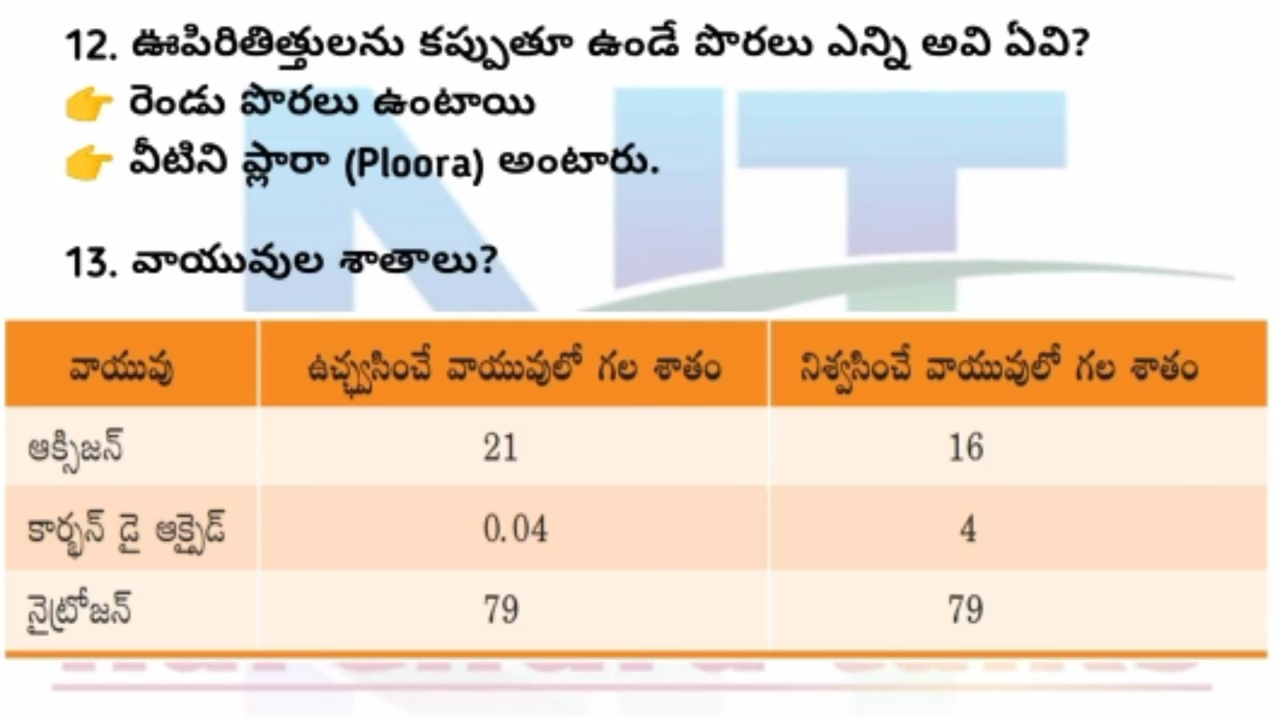 12. ఊపిరితిత్తులను కప్పుతూ ఉండే పొరలు ఎన్ని అవి ఏవి?
👉 రెండు పొరలు ఉంటాయి
👉 వీటిని ప్లూరా (Ploora) అంటారు.
13. వాయువుల శాతాలు?
వాయువు ఉచ్ఛ్వసించే వాయువులో గల శాతం నిశ్వసించే వాయువులో గల శాతం
ఆక్సిజన్ 21 16
కార్బన్ డై ఆక్సైడ్ 0.04 4
నైట్రోజన్ 79 79